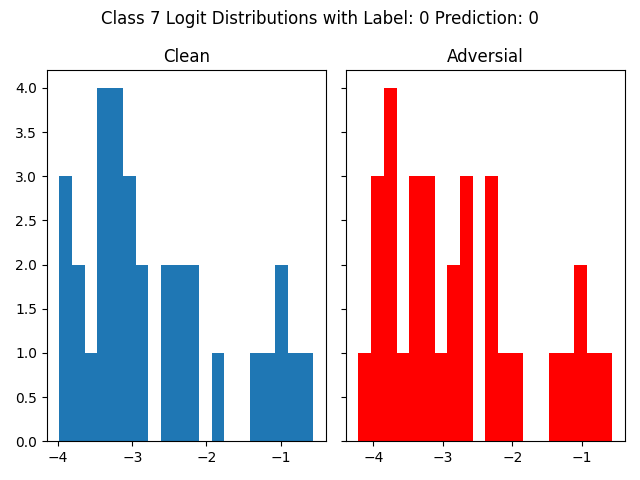 Class 7 Logit Distributions with Label: 0 Prediction: 0
Clean
Adversial
4.0
3.5
3.0
2.5
2.0
1.5
1.0
0.5
0.0
−4 −3 −2 −1
−4 −3 −2 −1